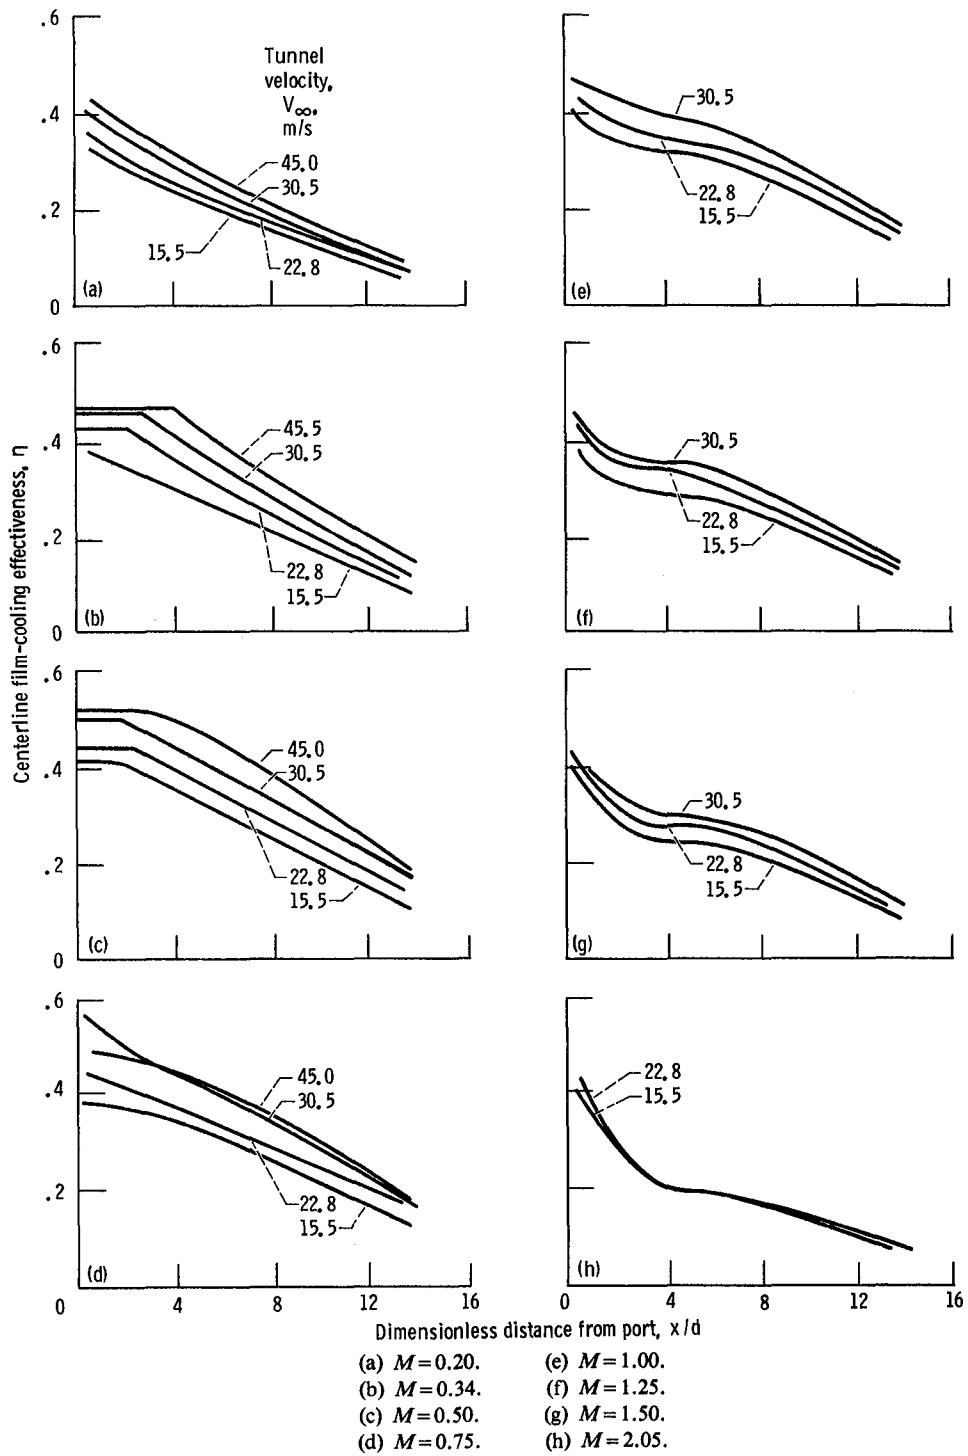 Centerline film-cooling effectiveness, η
.6
.4
.2
0
Tunnel
velocity,
V∞,
m/s
45.0
30.5
15.5
22.8
(a)
.6
.4
.2
0
45.5
30.5
22.8
15.5
(b)
.6
.4
.2
0
45.0
30.5
22.8
15.5
(c)
.6
.4
.2
0
45.0
30.5
22.8
15.5
(d)
4
8
12
16
30.5
22.8
15.5
(e)
30.5
22.8
15.5
(f)
30.5
22.8
15.5
(g)
22.8
15.5
(h)
0
4
8
12
16
Dimensionless distance from port, x/d
(a) M=0.20. (e) M=1.00.
(b) M=0.34. (f) M=1.25.
(c) M=0.50. (g) M=1.50.
(d) M=0.75. (h) M=2.05.